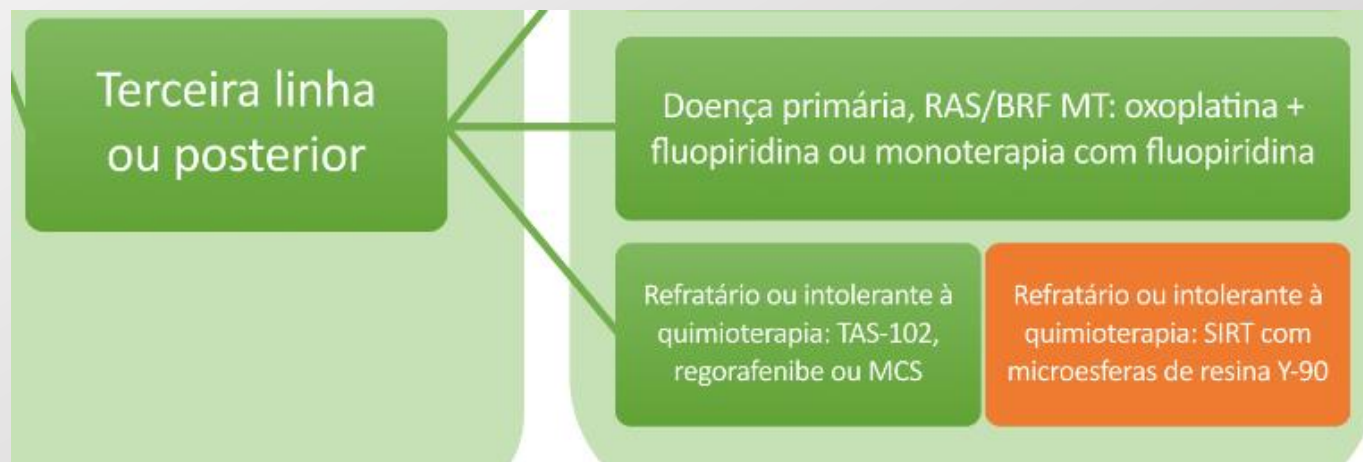 Terceira linha
ou posterior
Doença primária, RAS/BRF MT: oxoplatina +
fluopiridina ou monoterapia com fluopiridina
Refratário ou intolerante à
quimioterapia: TAS-102,
regorafenibe ou MCS
Refratário ou intolerante à
quimioterapia: SIRT com
microesferas de resina Y-90